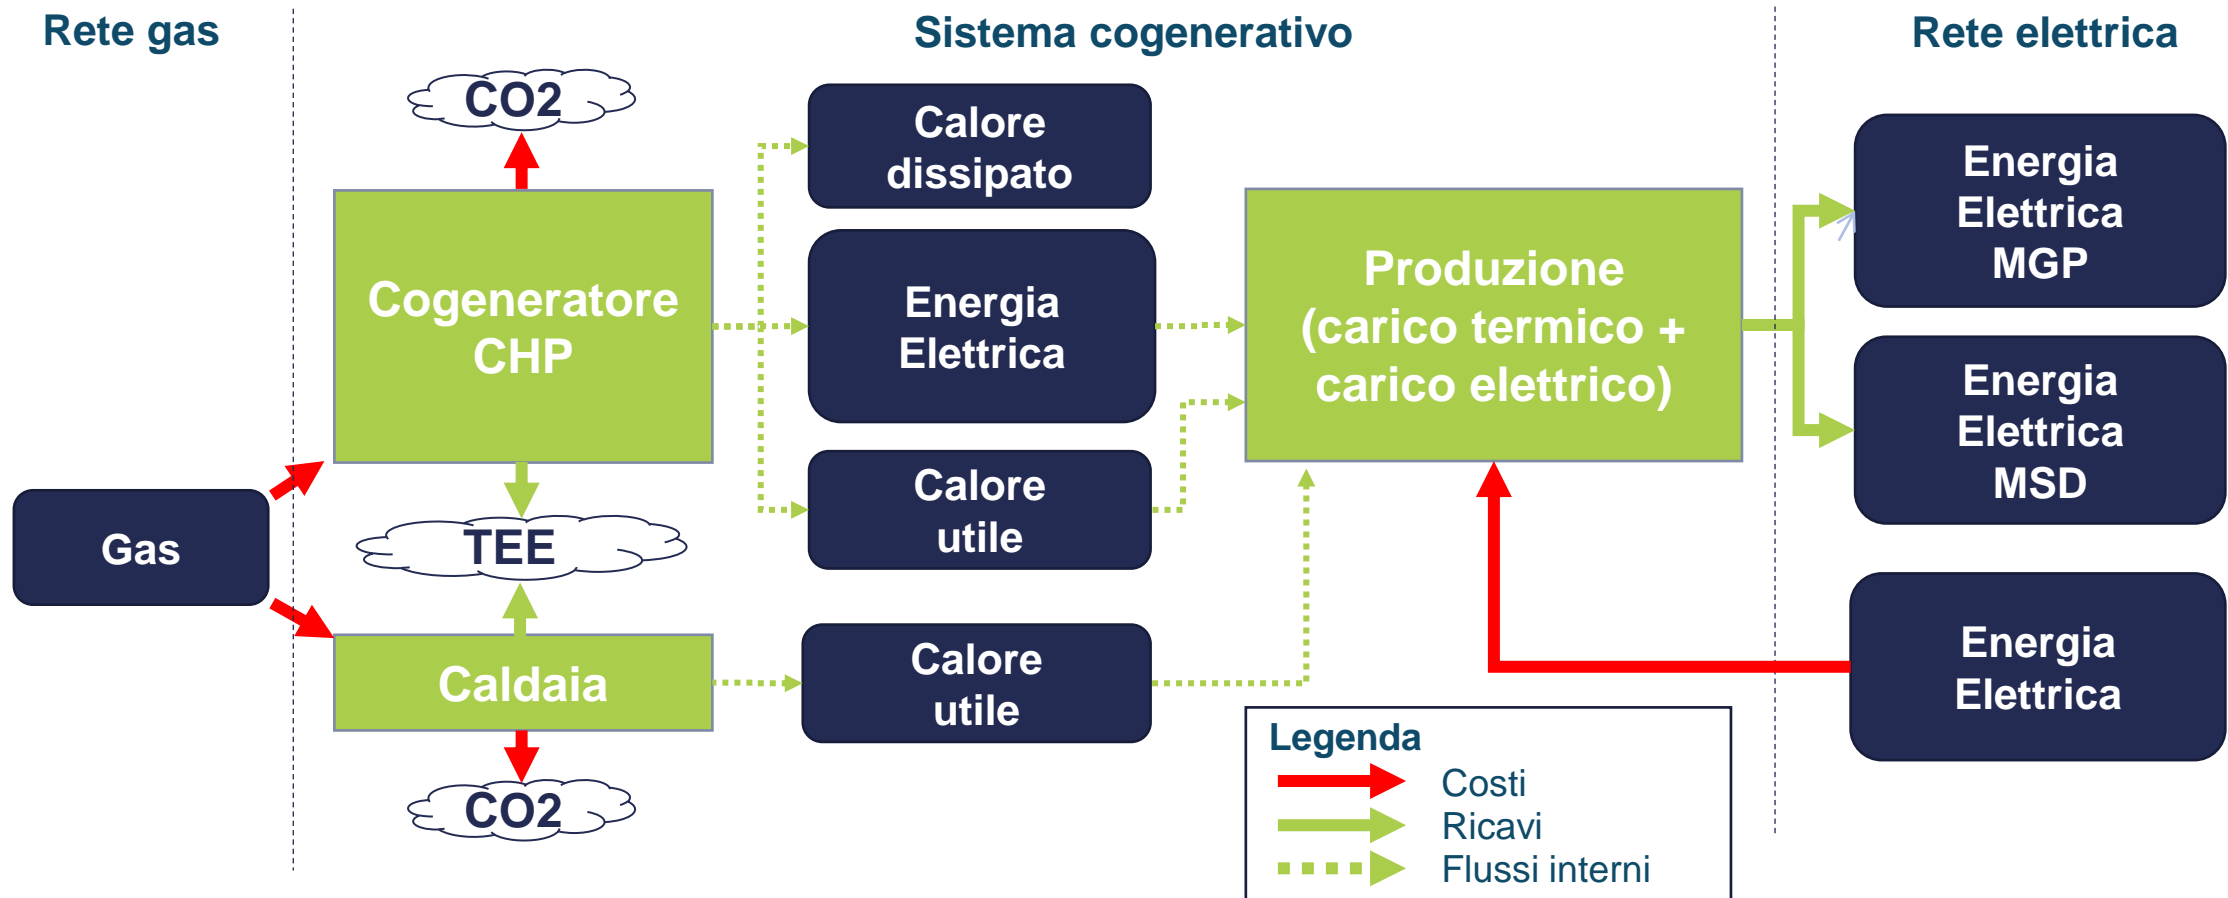 Rete gas
Sistema cogenerativo
Rete elettrica
CO2
Cogeneratore
CHP
TEE
Gas
Caldaia
CO2
Calore
dissipato
Energia
Elettrica
Calore
utile
Calore
utile
Produzione
(carico termico +
carico elettrico)
Energia
Elettrica
MGP
Energia
Elettrica
MSD
Energia
Elettrica
Legenda
Costi
Ricavi
Flussi interni